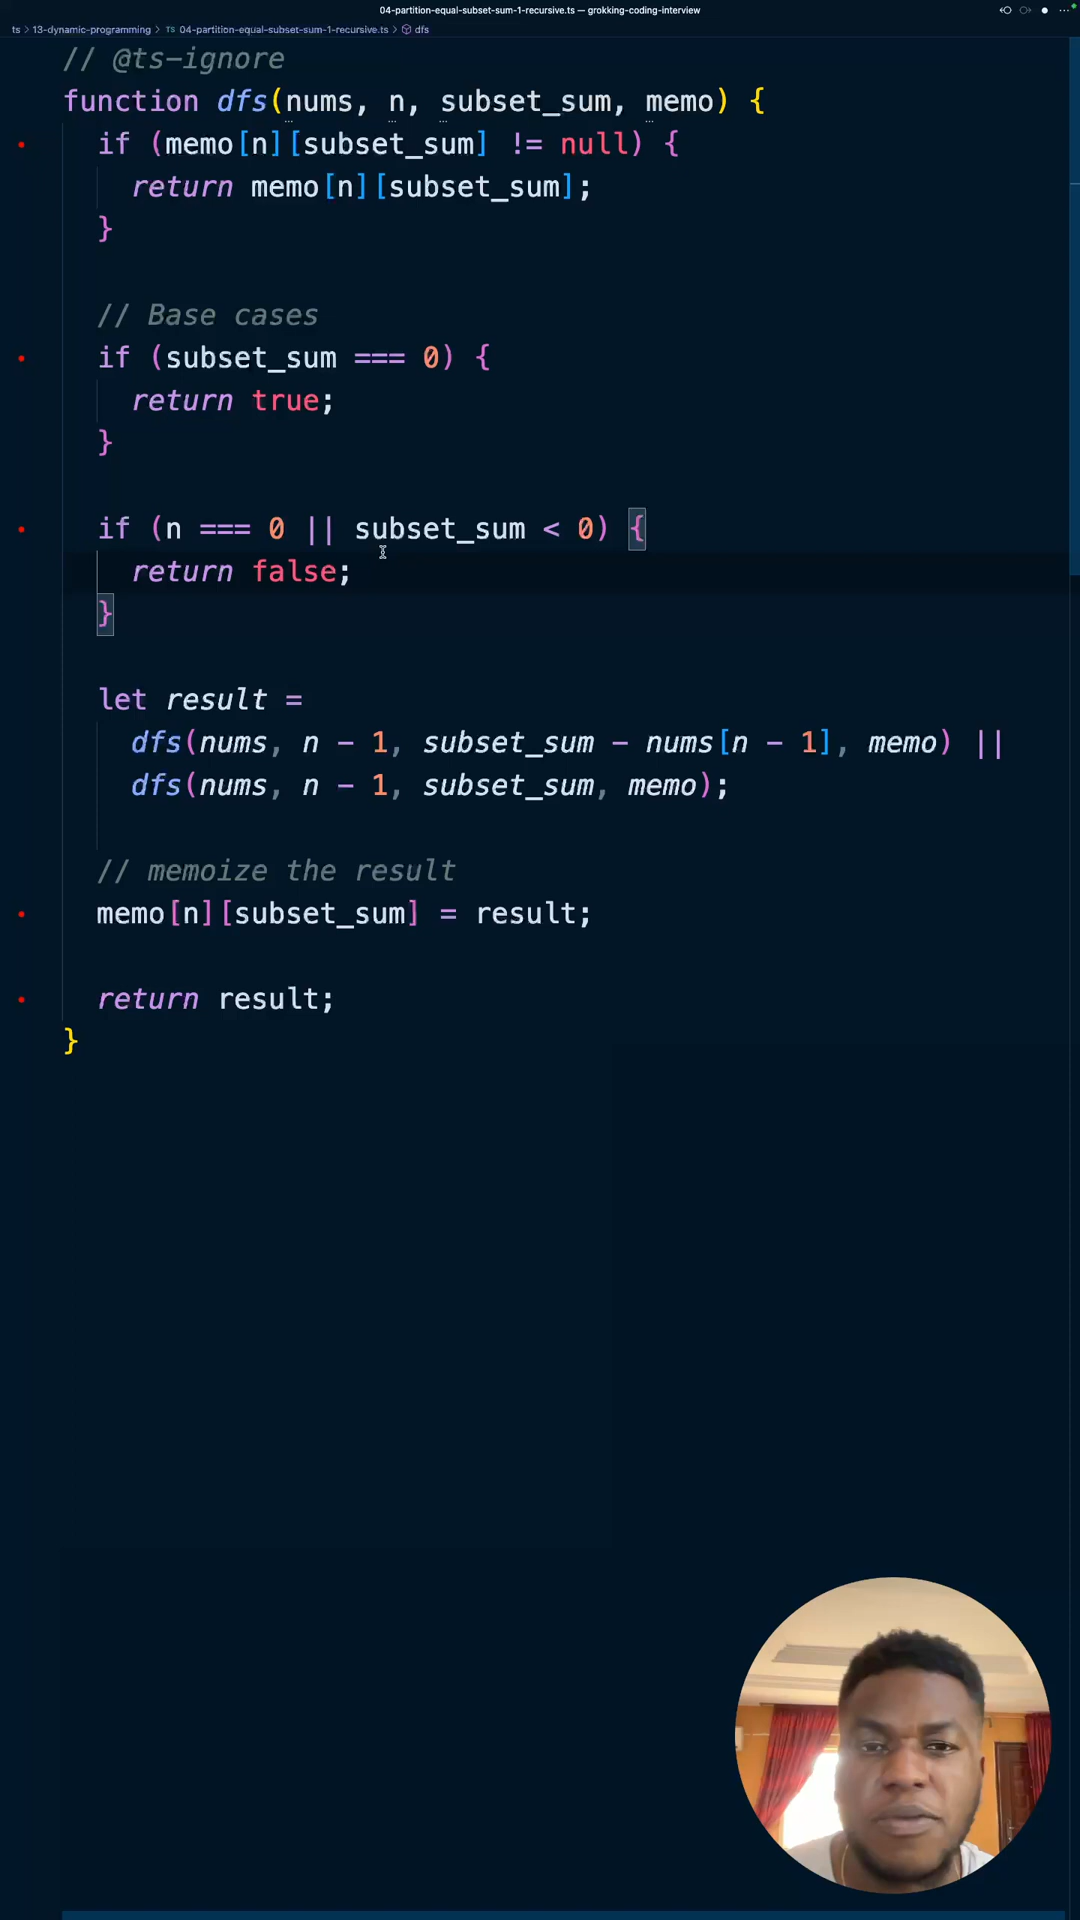 04-partition-equal-subset-sum-1-recursive.ts — grokking-coding-interview
ts > 13-dynamic-programming > TS 04-partition-equal-subset-sum-1-recursive.ts > dfs
// @ts-ignore
function dfs(nums, n, subset_sum, memo) {
if (memo[n][subset_sum] != null) {
return memo[n][subset_sum];
}
// Base cases
if (subset_sum === 0) {
return true;
}
if (n === 0 || subset_sum < 0) {
return false;
}
let result =
dfs(nums, n - 1, subset_sum - nums[n - 1], memo) ||
dfs(nums, n - 1, subset_sum, memo);
// memoize the result
memo[n][subset_sum] = result;
return result;
}